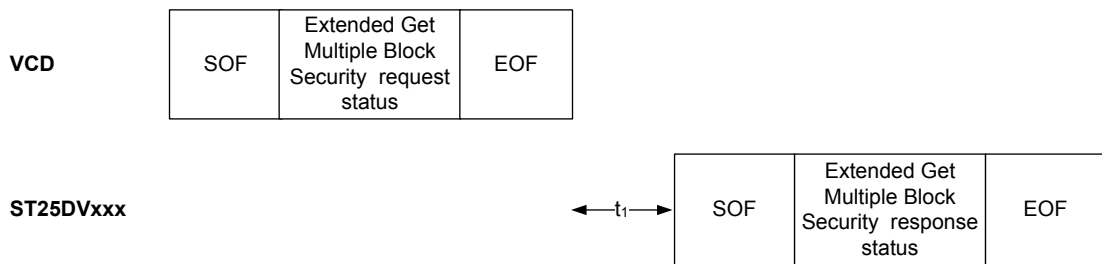 VCD
SOF
Extended Get
Multiple Block
Security request
status
EOF
ST25DVxxx
t1
SOF
Extended Get
Multiple Block
Security response
status
EOF